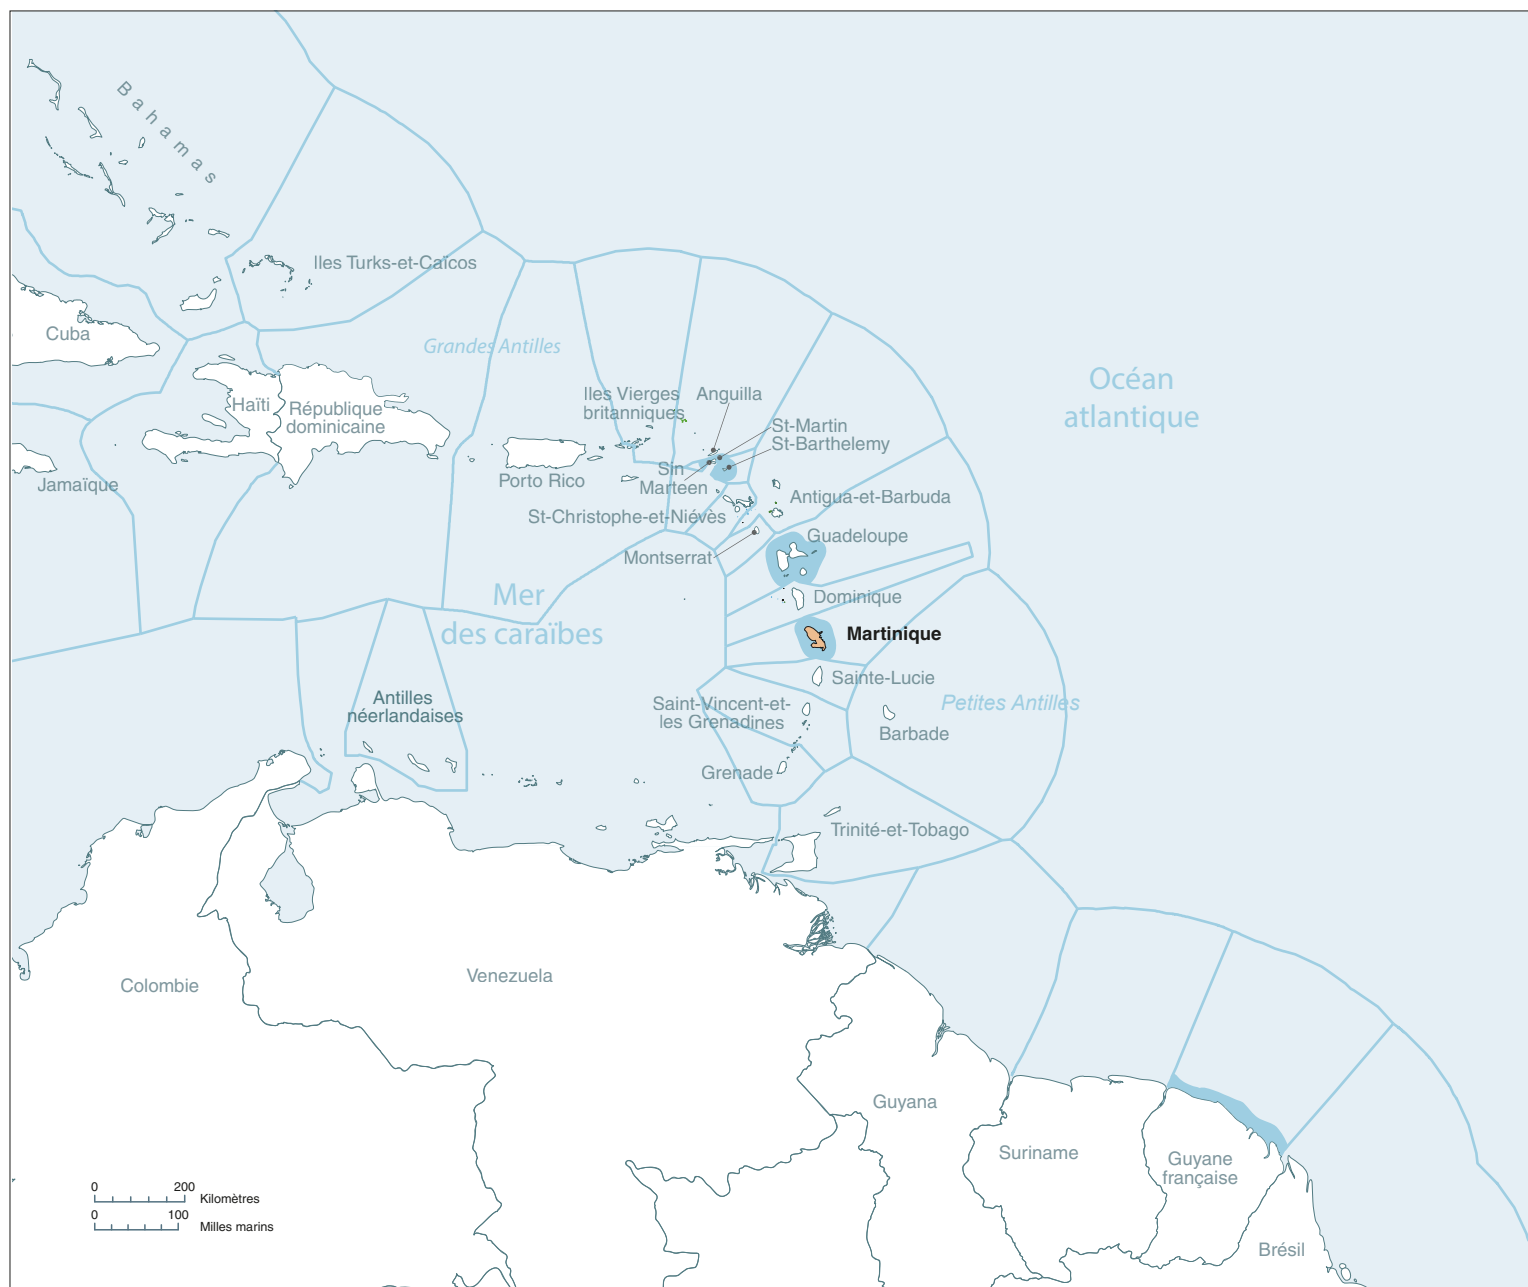 Bahamas
Iles Turks-et-Caïcos
Cuba
Grandes Antilles
Océan
atlantique
Iles Vierges
britanniques
Anguilla
Haïti
République
dominicaine
St-Martin
St-Barthelemy
Jamaïque
Porto Rico
Sin
Marteen
Antigua-et-Barbuda
St-Christophe-et-Niévès
Guadeloupe
Montserrat
Mer
des caraïbes
Dominique
Martinique
Sainte-Lucie
Antilles
néerlandaises
Saint-Vincent-et-
les Grenadines
Petites Antilles
Barbade
Grenade
Trinité-et-Tobago
Colombie
Venezuela
Guyana
Suriname
Guyane
française
Brésil
0 200
Kilomètres
0 100
Milles marins